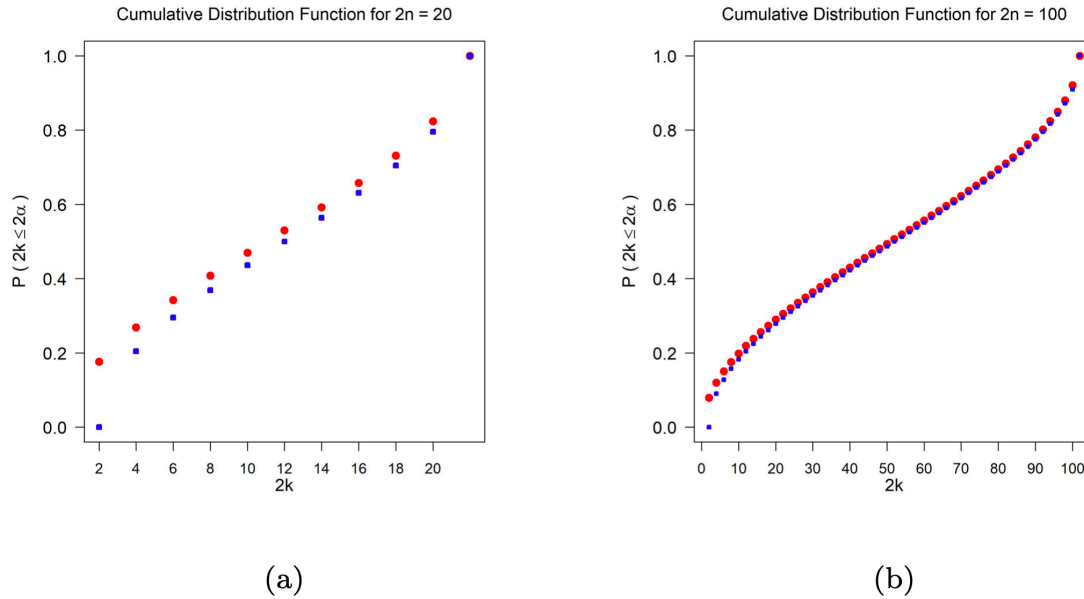 Cumulative Distribution Function for 2n = 20
P ( 2k ≤ 2α )
1.0
0.8
0.6
0.4
0.2
0.0
2 4 6 8 10 12 14 16 18 20
2k
(a)
Cumulative Distribution Function for 2n = 100
P ( 2k ≤ 2α )
1.0
0.8
0.6
0.4
0.2
0.0
0 10 20 30 40 50 60 70 80 90 100
2k
(b)